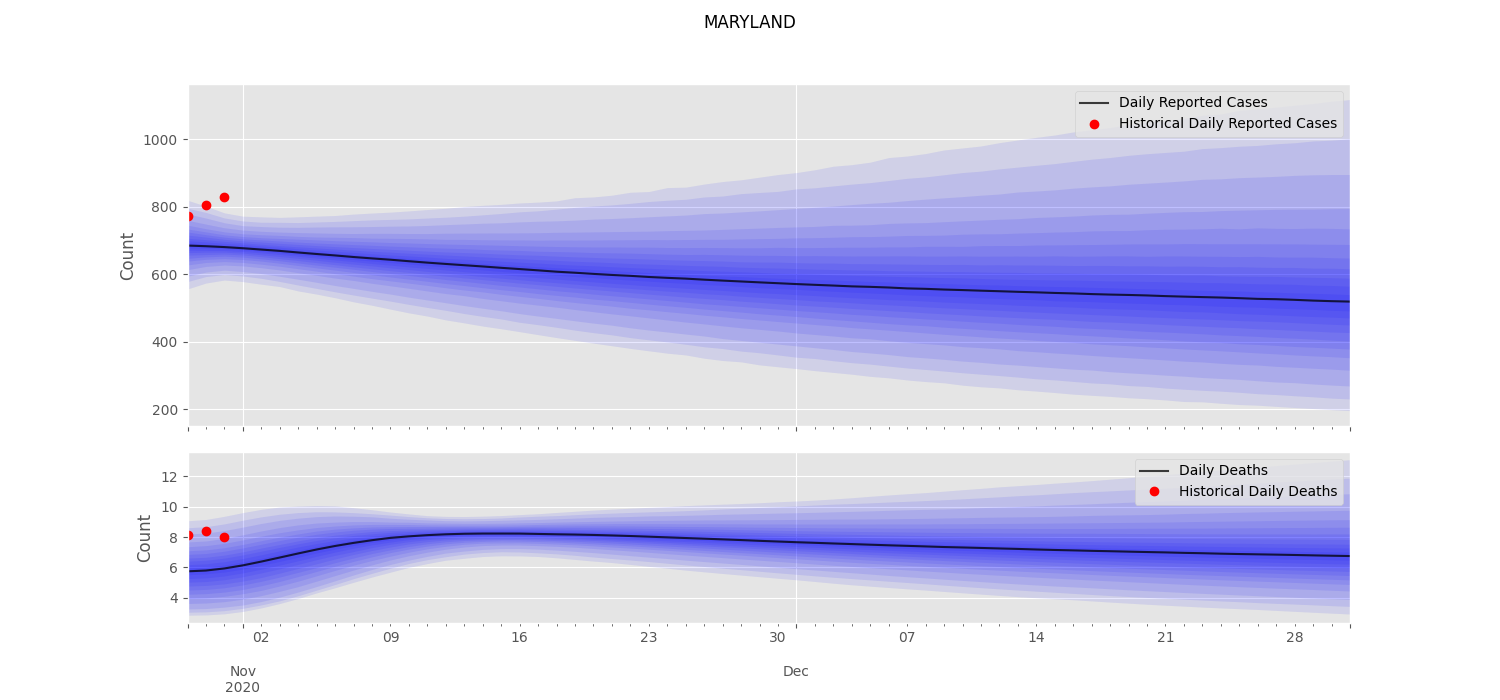 MARYLAND
Daily Reported Cases
Historical Daily Reported Cases
Count
1000
800
600
400
200
Daily Deaths
Historical Daily Deaths
Count
12
10
8
6
4
02 09 16 23 30 07 14 21 28
Nov Dec
2020